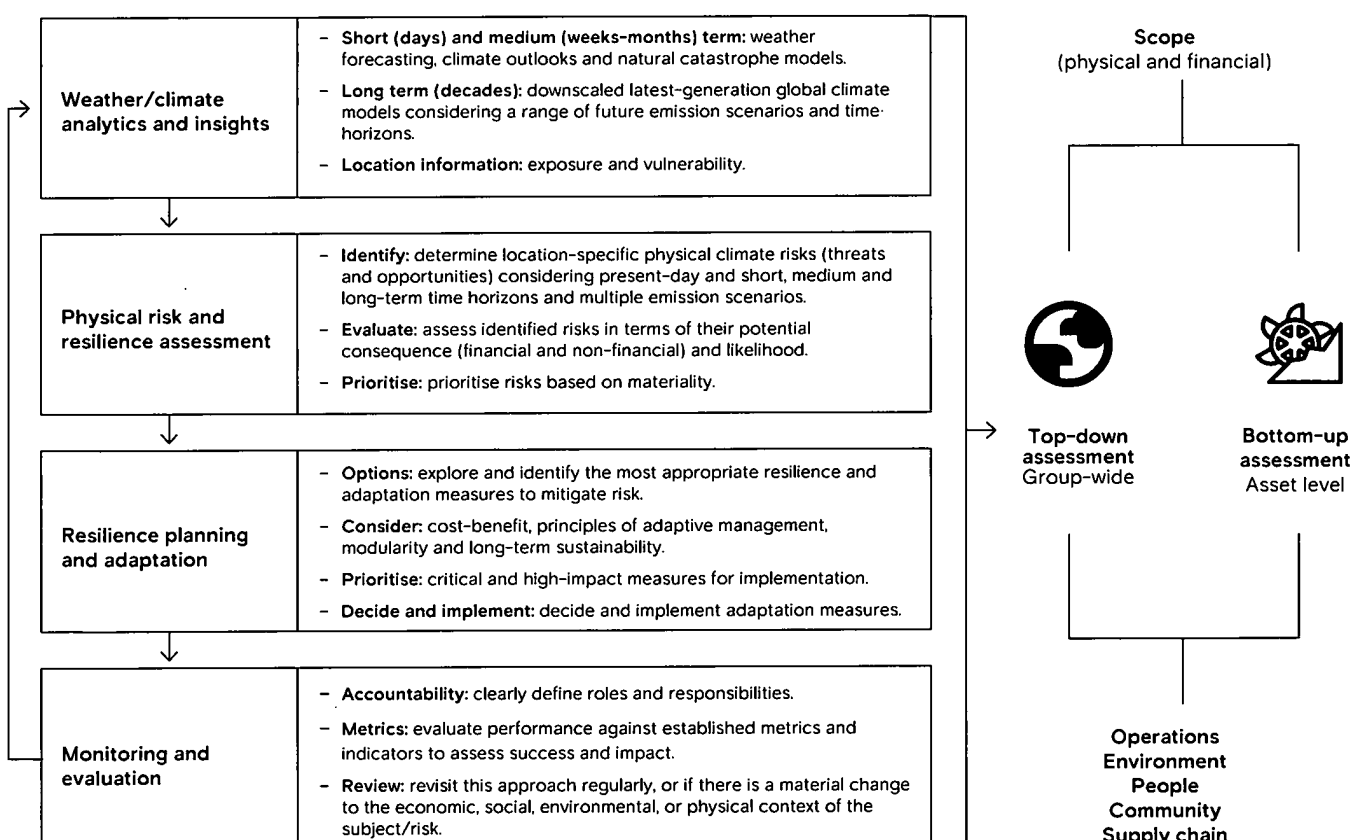 Weather/climate
analytics and insights
– Short (days) and medium (weeks-months) term: weather
forecasting, climate outlooks and natural catastrophe models.
– Long term (decades): downscaled latest-generation global climate
models considering a range of future emission scenarios and time-
horizons.
– Location information: exposure and vulnerability.
Physical risk and
resilience assessment
– Identify: determine location-specific physical climate risks (threats
and opportunities) considering present-day and short, medium and
long-term time horizons and multiple emission scenarios.
– Evaluate: assess identified risks in terms of their potential
consequence (financial and non-financial) and likelihood.
– Prioritise: prioritise risks based on materiality.
Resilience planning
and adaptation
– Options: explore and identify the most appropriate resilience and
adaptation measures to mitigate risk.
– Consider: cost-benefit, principles of adaptive management,
modularity and long-term sustainability.
– Prioritise: critical and high-impact measures for implementation.
– Decide and implement: decide and implement adaptation measures.
Monitoring and
evaluation
– Accountability: clearly define roles and responsibilities.
– Metrics: evaluate performance against established metrics and
indicators to assess success and impact.
– Review: revisit this approach regularly, or if there is a material change
to the economic, social, environmental, or physical context of the
subject/risk.
Scope
(physical and financial)
Top-down
assessment
Group-wide
Bottom-up
assessment
Asset level
Operations
Environment
People
Community
Supply chain